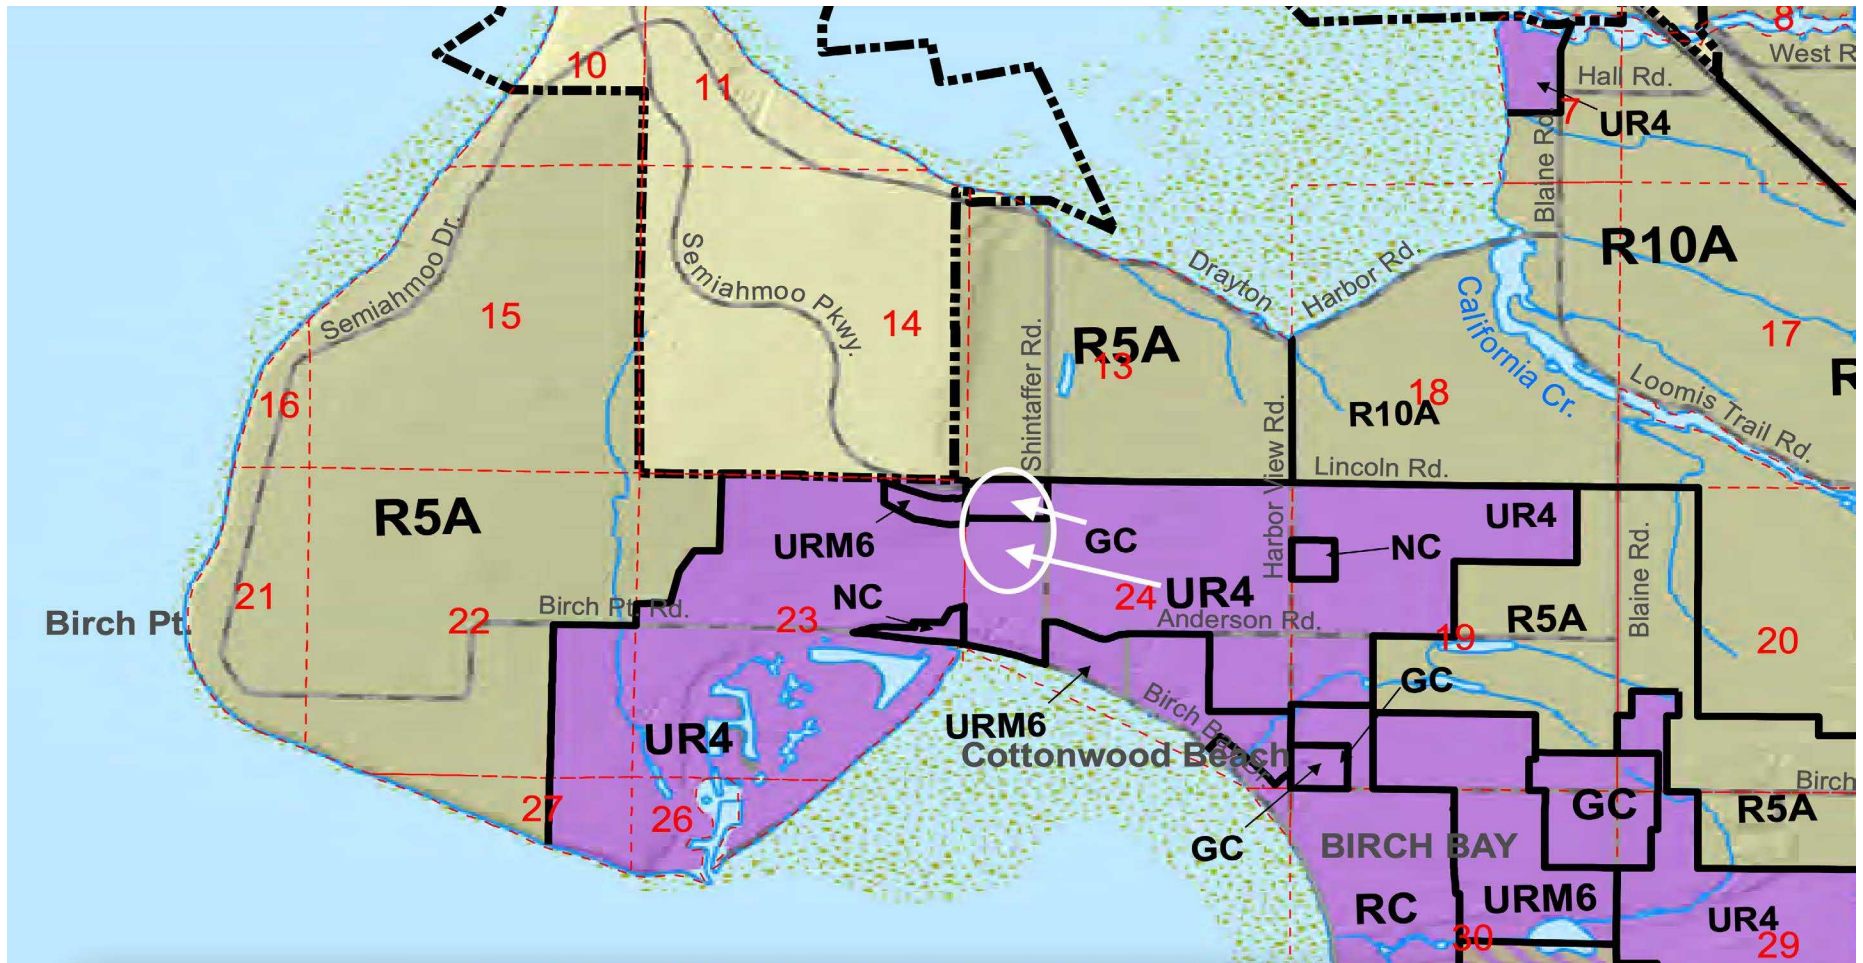 8
West R
10
11
Hall Rd.
7
UR4
Blaine Rd.
R10A
Semiahmoo Dr.
Semiahmoo Pkwy.
Drayton Harbor Rd.
California Cr.
15
14
17
Shintaffer Rd.
R5A
13
Loomis Trail Rd.
R
16
18
R10A
Harbor View Rd.
Lincoln Rd.
R5A
URM6
GC
UR4
NC
Blaine Rd.
21
NC
24
UR4
Birch Pt.
22
Birch Pt. Rd.
23
Anderson Rd.
R5A
19
20
GC
UR4
URM6
Birch Bay
Cottonwood Beach
Birch
27
26
GC
R5A
GC
BIRCH BAY
RC
URM6
UR4
30
29